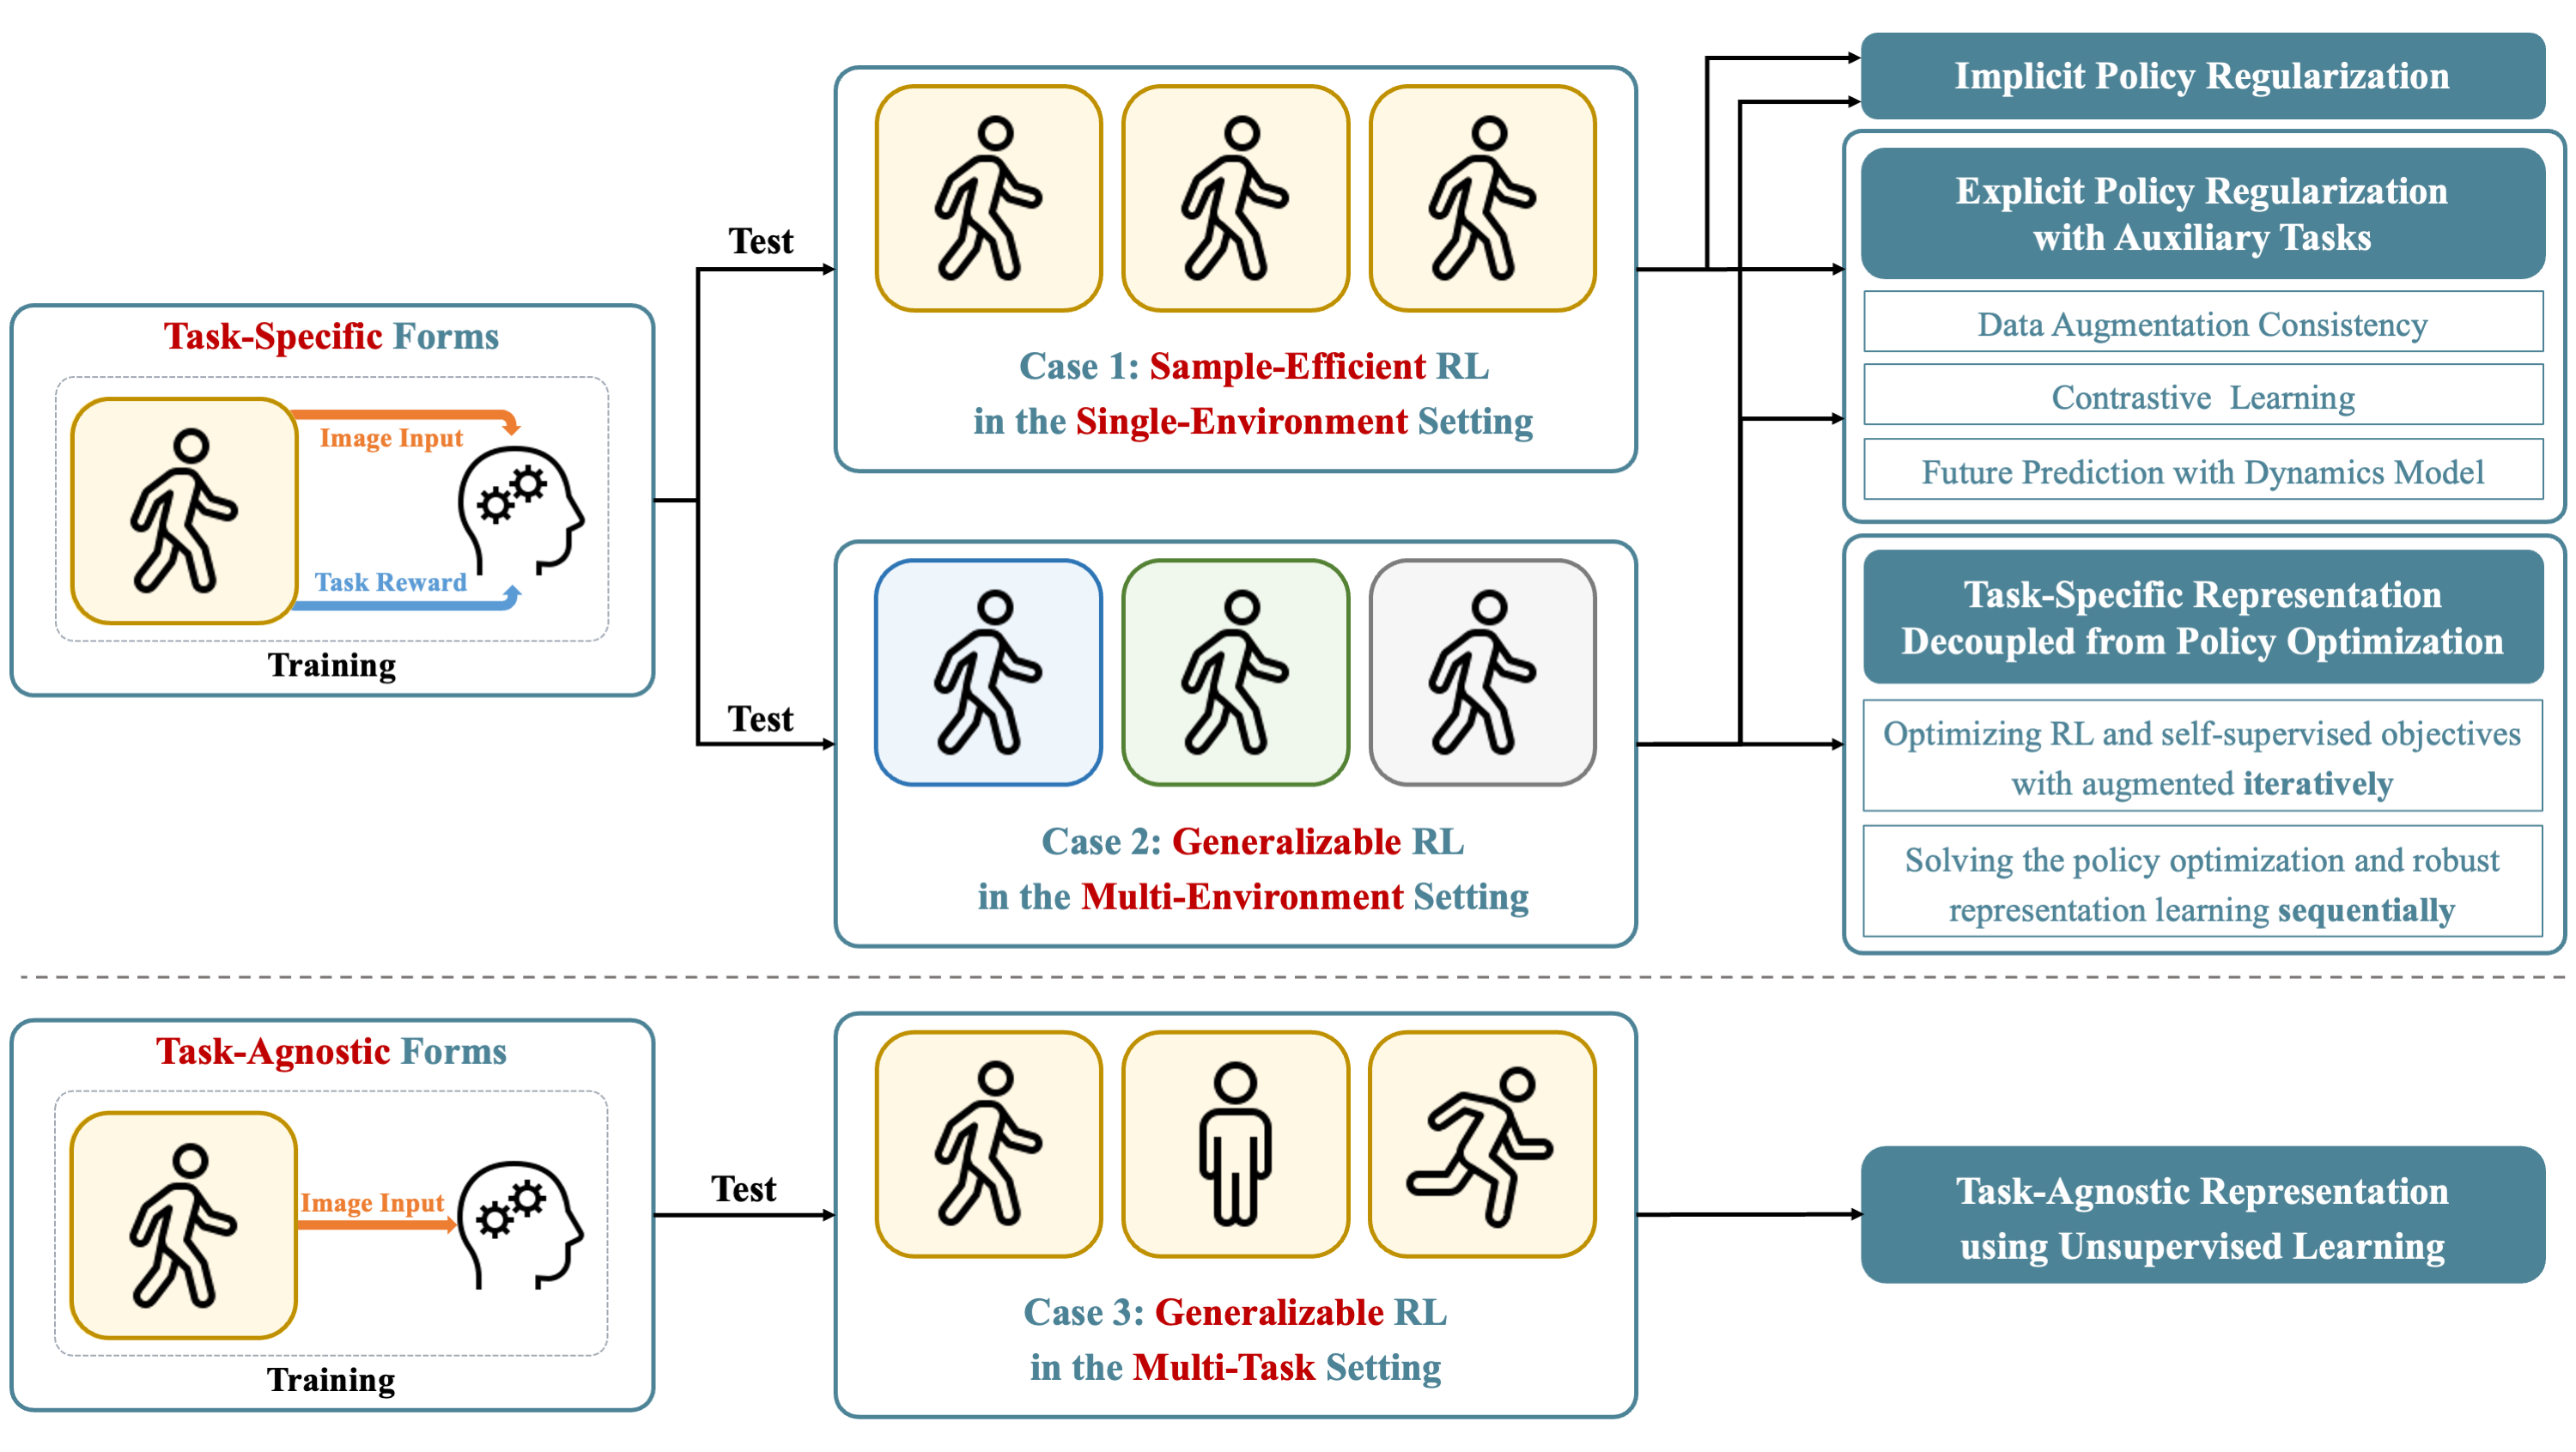 Task-Specific Forms
Image Input
Task Reward
Training
Test
Test
Case 1: Sample-Efficient RL
in the Single-Environment Setting
Case 2: Generalizable RL
in the Multi-Environment Setting
Implicit Policy Regularization
Explicit Policy Regularization
with Auxiliary Tasks
Data Augmentation Consistency
Contrastive Learning
Future Prediction with Dynamics Model
Task-Specific Representation
Decoupled from Policy Optimization
Optimizing RL and self-supervised objectives
with augmented iteratively
Solving the policy optimization and robust
representation learning sequentially
Task-Agnostic Forms
Image Input
Training
Test
Case 3: Generalizable RL
in the Multi-Task Setting
Task-Agnostic Representation
using Unsupervised Learning